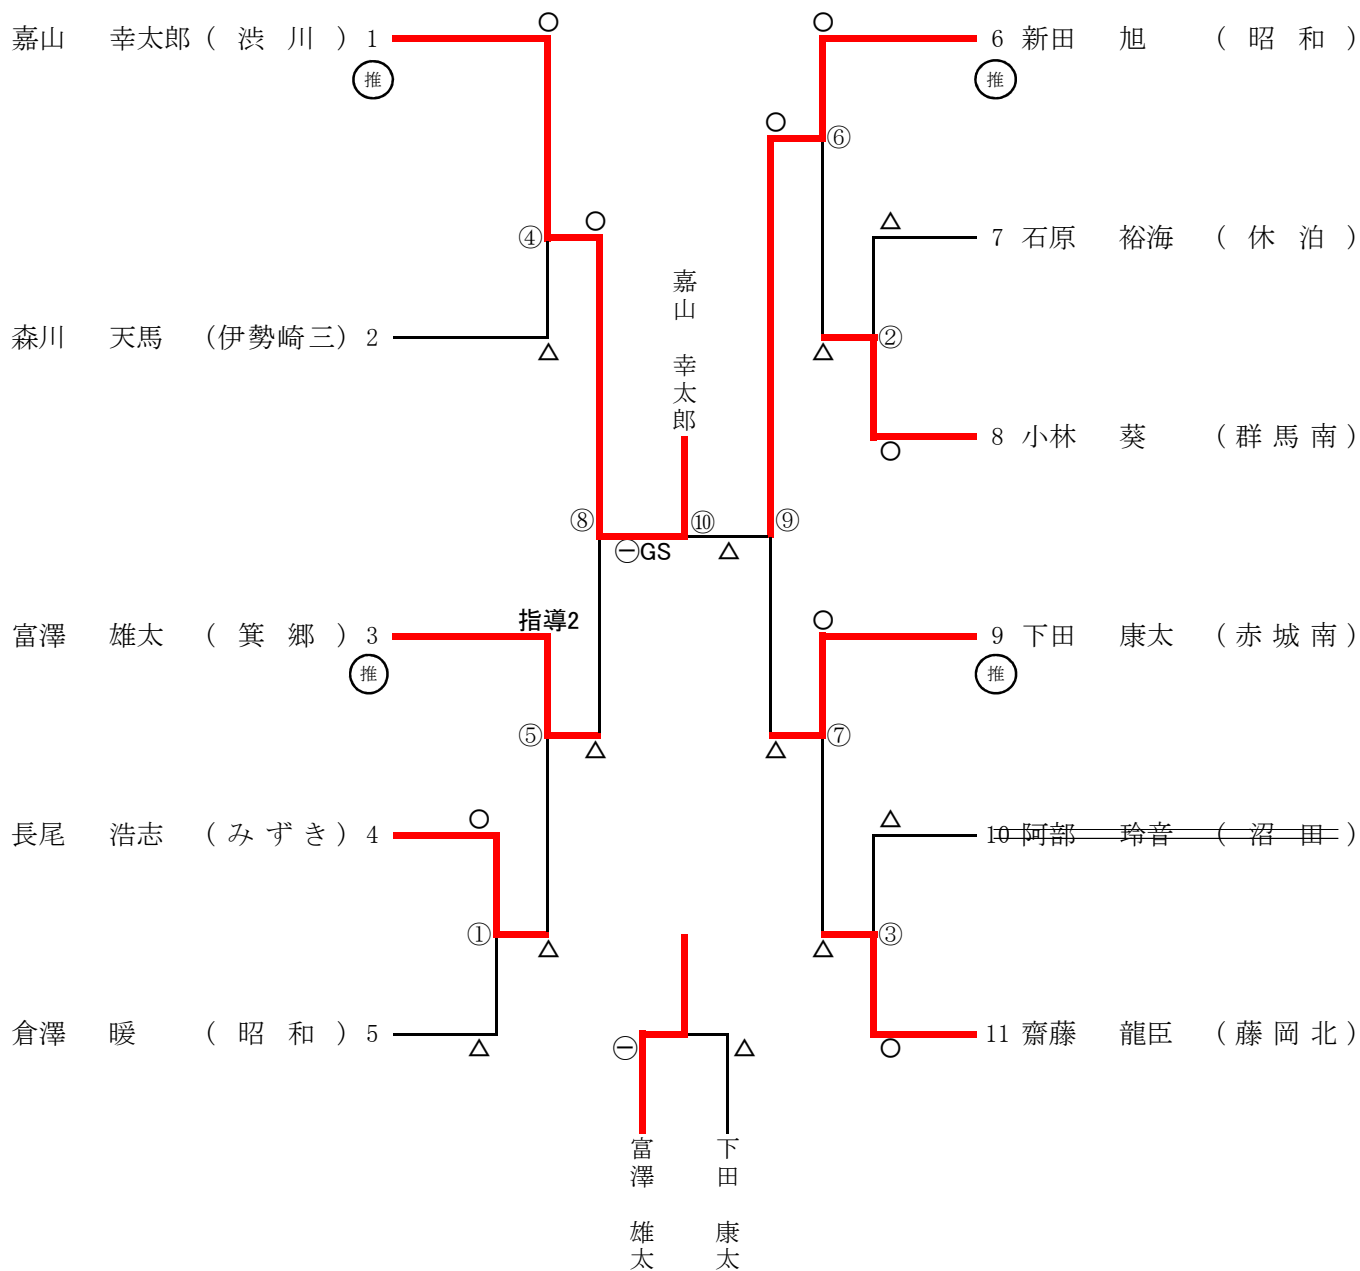 嘉山 幸太郎 ( 渋 川 ) 1
推
森川 天馬 (伊勢崎三) 2
富澤 雄太 ( 箕 郷 ) 3
推
長尾 浩志 ( みずき ) 4
倉澤 暖 ( 昭 和 ) 5
6 新田 旭 ( 昭 和 )
推
7 石原 裕海 ( 休 泊 )
8 小林 葵 ( 群馬南 )
9 下田 康太 ( 赤城南 )
推
10 阿部 玲音 ( 沼 田 )
11 齋藤 龍臣 ( 藤岡北 )
④
⑧
指導2
⑤
①
嘉山 幸太郎
⑩
㊀GS
⑥
②
⑨
⑦
③
㊀
富澤 雄太
下田 康太